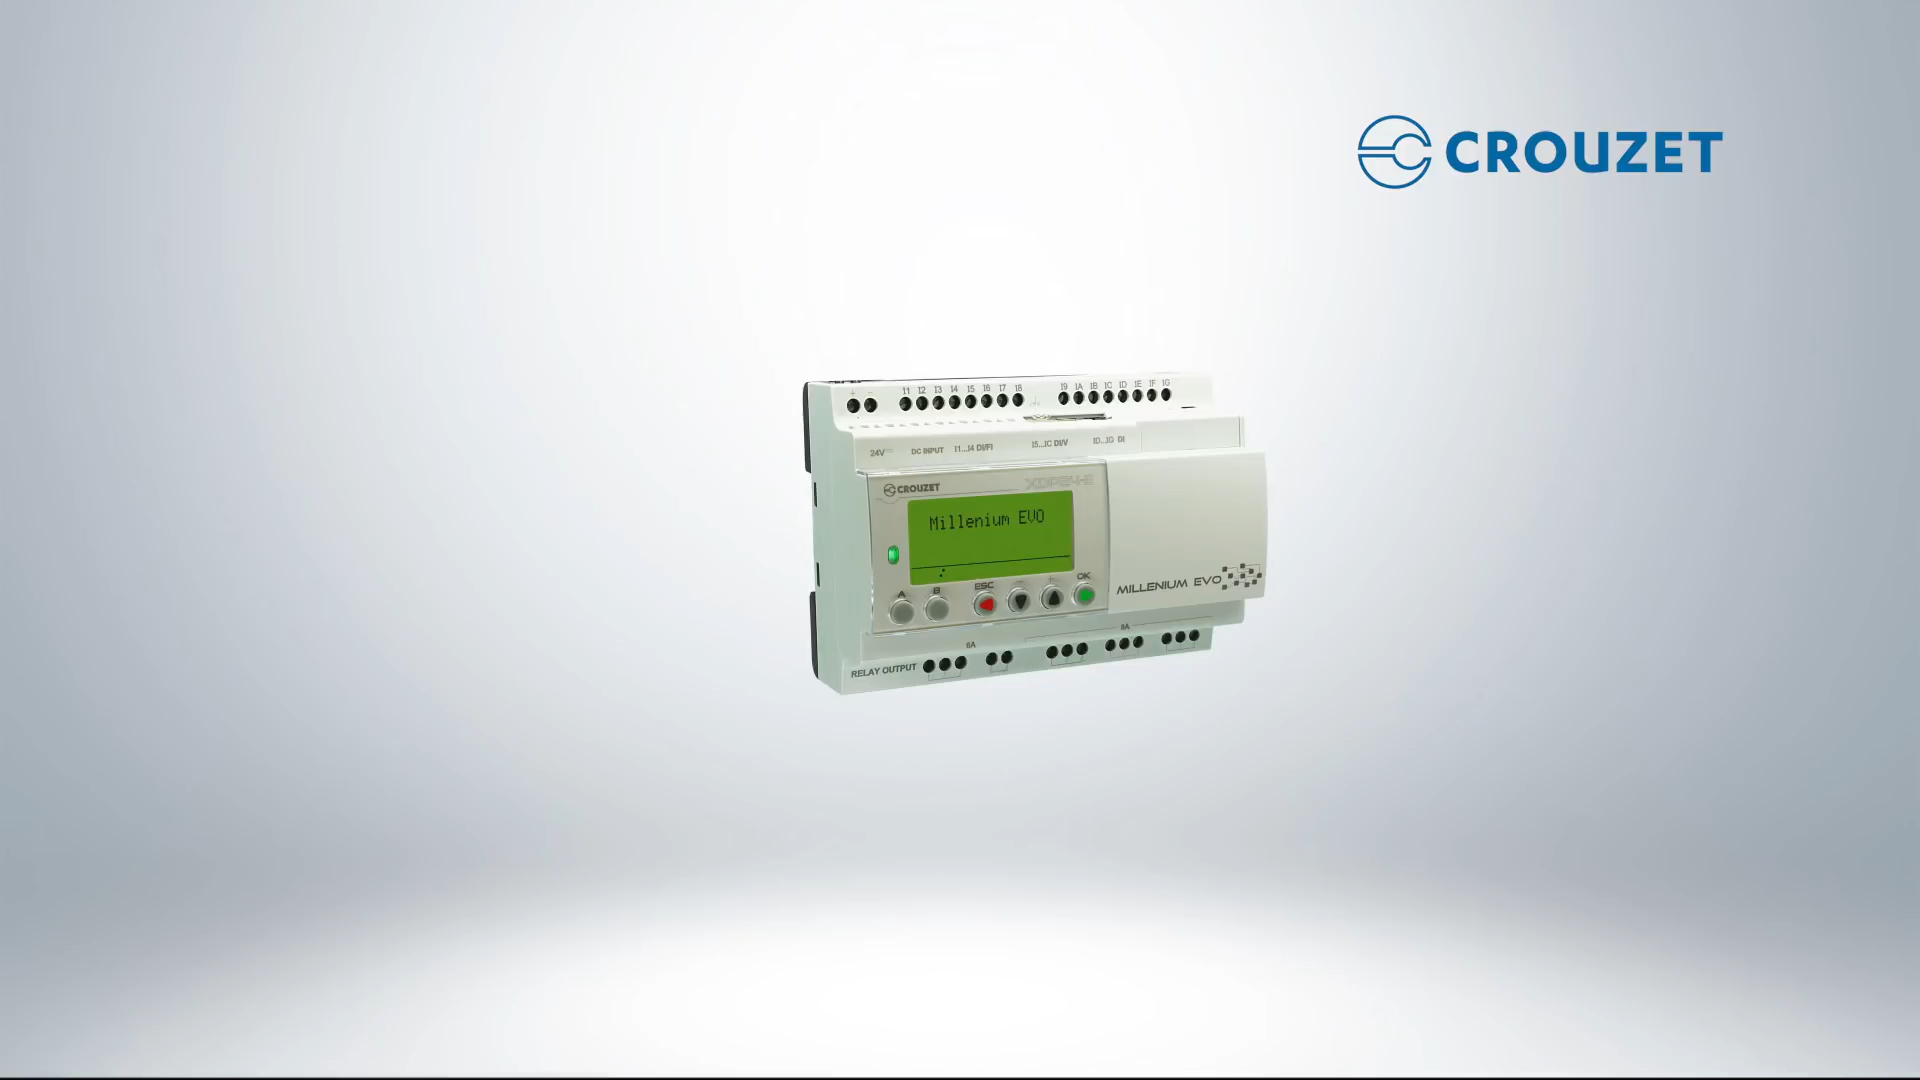 CROUZET
I1 I2 I3 I4 I5 I6 I7 I8 I9 IA IB IC ID IE IF IG
24V DC INPUT I1...I4 DI/FI I5...IC DI/V ID...IG DI
CROUZET
Millenium EVO
A B ESC - + OK
MILLENIUM EVO
8A 8A
RELAY OUTPUT